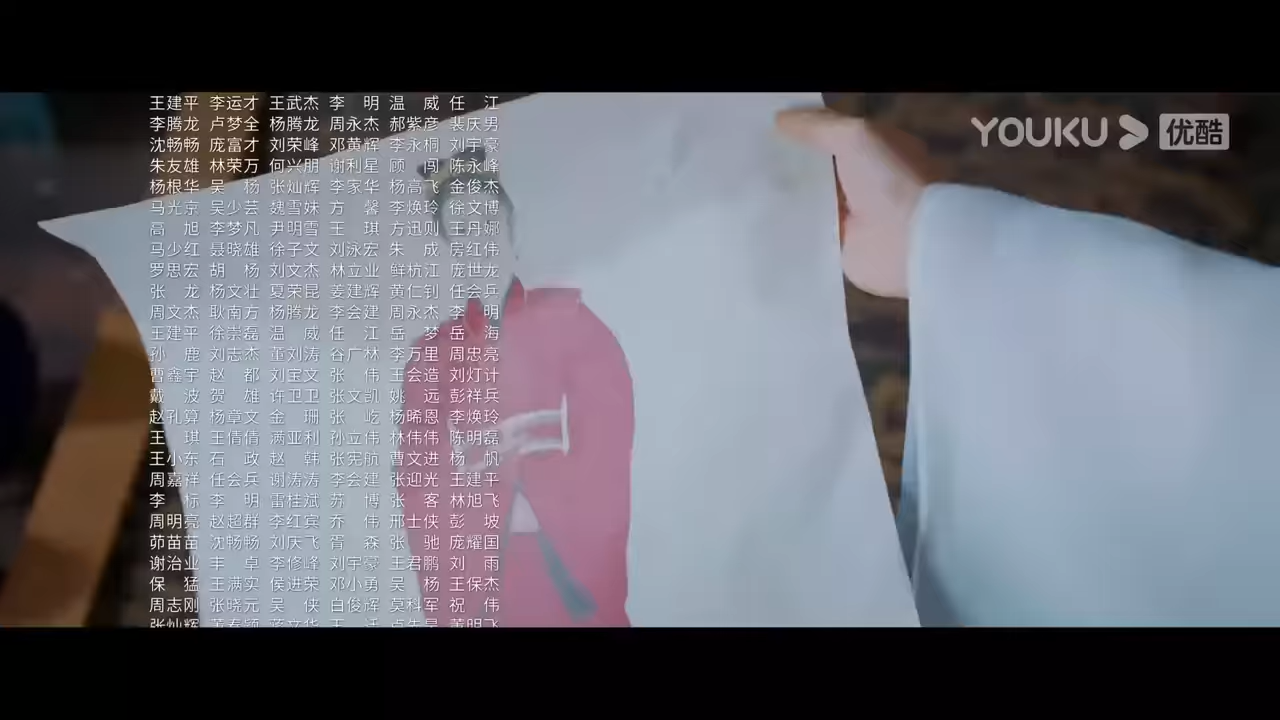 王建平 李运才 王武杰 李 明 温 威 任 江
YOUKU 优酷
李腾龙 卢梦全 杨腾龙 周永杰 郝紫彦 裴庆男
沈畅畅 庞富才 刘荣峰 邓黄辉 李永桐 刘宇豪
朱友雄 林荣万 何兴朋 谢利星 顾 闯 陈永峰
杨根华 吴 杨 张灿辉 李家华 杨高飞 金俊杰
马光京 吴少芸 魏雪妹 方 馨 李焕玲 徐文博
高 旭 李梦凡 尹明雪 王 琪 方迅则 王丹娜
马少红 聂晓雄 徐子文 刘泳宏 朱 成 房红伟
罗思宏 胡 杨 刘文杰 林立业 鲜杭江 庞世龙
张 龙 杨文壮 夏荣昆 姜建辉 黄仁钊 任会兵
周文杰 耿南方 杨腾龙 李会建 周永杰 李 明
王建平 徐崇磊 温 威 任 江 岳 梦 岳 海
孙 鹿 刘志杰 董刘涛 谷广林 李万里 周忠亮
曹鑫宇 赵 都 刘宝文 张 伟 王会造 刘灯计
戴 波 贺 雄 许卫卫 张文凯 姚 远 彭祥兵
赵孔算 杨章文 金 珊 张 屹 杨晞恩 李焕玲
王 琪 王倩倩 满亚利 孙立伟 林伟伟 陈明磊
王小东 石 政 赵 韩 张宪航 曹文进 杨 帆
周嘉祥 任会兵 谢涛涛 李会建 张迎光 王建平
李 标 李 明 雷桂斌 苏 博 张 客 林旭飞
周明亮 赵超群 李红宾 乔 伟 邢士侠 彭 坡
茆苗苗 沈畅畅 刘庆飞 胥 森 张 驰 庞耀国
谢治业 丰 卓 李修峰 刘宇豪 王君鹏 刘 雨
保 猛 王满实 侯进荣 邓小勇 吴 杨 王保杰
周志刚 张晓元 吴 侠 白俊辉 莫科军 祝 伟
张灿辉